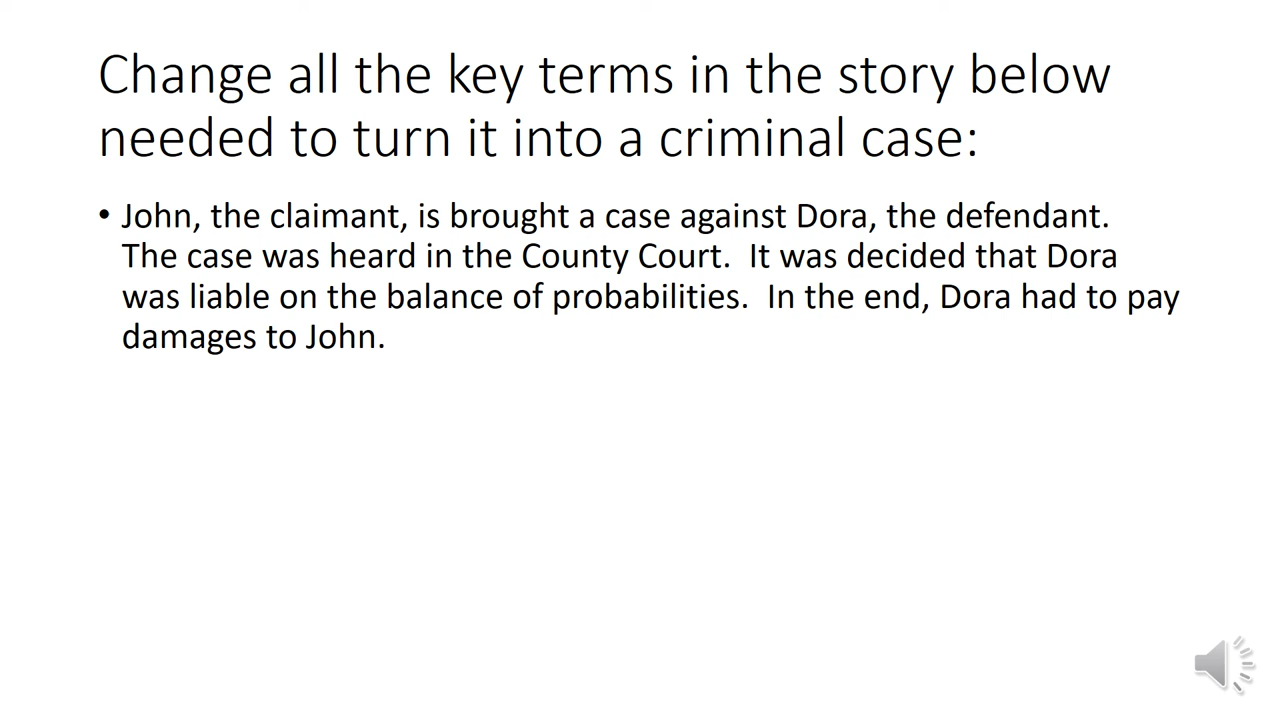 Change all the key terms in the story below
needed to turn it into a criminal case:
• John, the claimant, is brought a case against Dora, the defendant.
The case was heard in the County Court.  It was decided that Dora
was liable on the balance of probabilities.  In the end, Dora had to pay
damages to John.